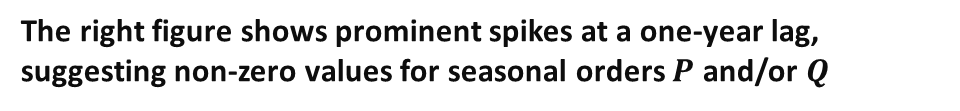 The right figure shows prominent spikes at a one-year lag,
suggesting non-zero values for seasonal orders P and/or Q